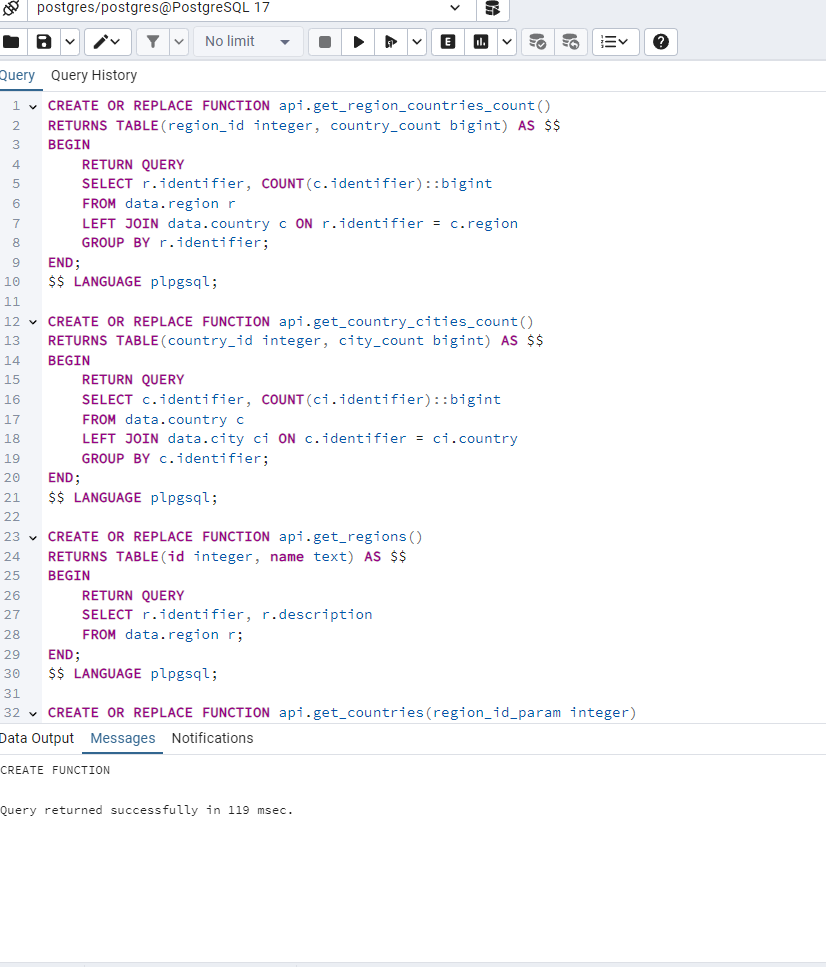 postgres/postgres@PostgreSQL 17
No limit
E
Query Query History
1 CREATE OR REPLACE FUNCTION api.get_region_countries_count()
2 RETURNS TABLE(region_id integer, country_count bigint) AS $$
3 BEGIN
4     RETURN QUERY
5     SELECT r.identifier, COUNT(c.identifier)::bigint
6     FROM data.region r
7     LEFT JOIN data.country c ON r.identifier = c.region
8     GROUP BY r.identifier;
9 END;
10 $$ LANGUAGE plpgsql;
11
12 CREATE OR REPLACE FUNCTION api.get_country_cities_count()
13 RETURNS TABLE(country_id integer, city_count bigint) AS $$
14 BEGIN
15     RETURN QUERY
16     SELECT c.identifier, COUNT(ci.identifier)::bigint
17     FROM data.country c
18     LEFT JOIN data.city ci ON c.identifier = ci.country
19     GROUP BY c.identifier;
20 END;
21 $$ LANGUAGE plpgsql;
22
23 CREATE OR REPLACE FUNCTION api.get_regions()
24 RETURNS TABLE(id integer, name text) AS $$
25 BEGIN
26     RETURN QUERY
27     SELECT r.identifier, r.description
28     FROM data.region r;
29 END;
30 $$ LANGUAGE plpgsql;
31
32 CREATE OR REPLACE FUNCTION api.get_countries(region_id_param integer)
Data Output Messages Notifications
CREATE FUNCTION
Query returned successfully in 119 msec.